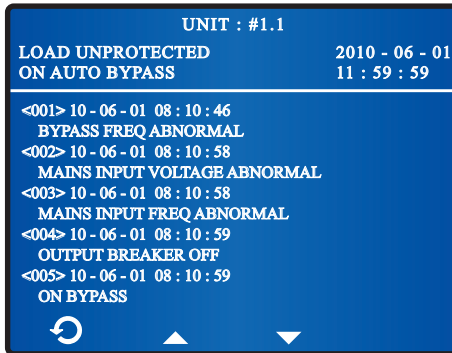 UNIT : #1.1
LOAD UNPROTECTED 2010 - 06 - 01
ON AUTO BYPASS 11 : 59 : 59
<001> 10 - 06 - 01 08 : 10 : 46
BYPASS FREQ ABNORMAL
<002> 10 - 06 - 01 08 : 10 : 58
MAINS INPUT VOLTAGE ABNORMAL
<003> 10 - 06 - 01 08 : 10 : 58
MAINS INPUT FREQ ABNORMAL
<004> 10 - 06 - 01 08 : 10 : 59
OUTPUT BREAKER OFF
<005> 10 - 06 - 01 08 : 10 : 59
ON BYPASS